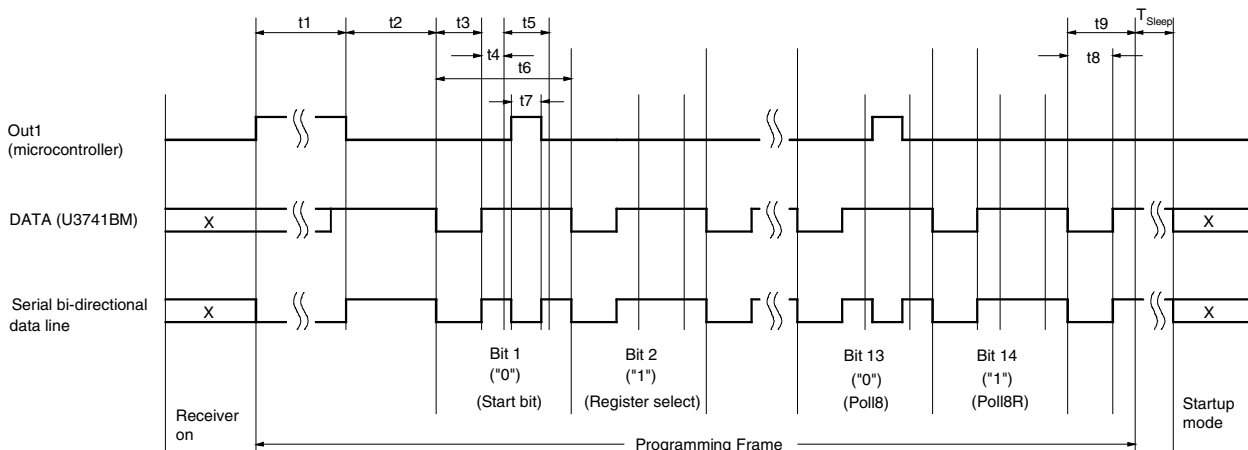 t1 t2 t3 t5 t9 TSleep
t4 t8
t6
t7
Out1
(microcontroller)
DATA (U3741BM) X X
Serial bi-directional
data line X X
Bit 1 Bit 2 Bit 13 Bit 14
("0") ("1") ("0") ("1")
(Start bit) (Register select) (Poll8) (Poll8R)
Receiver
on
Startup
mode
Programming Frame